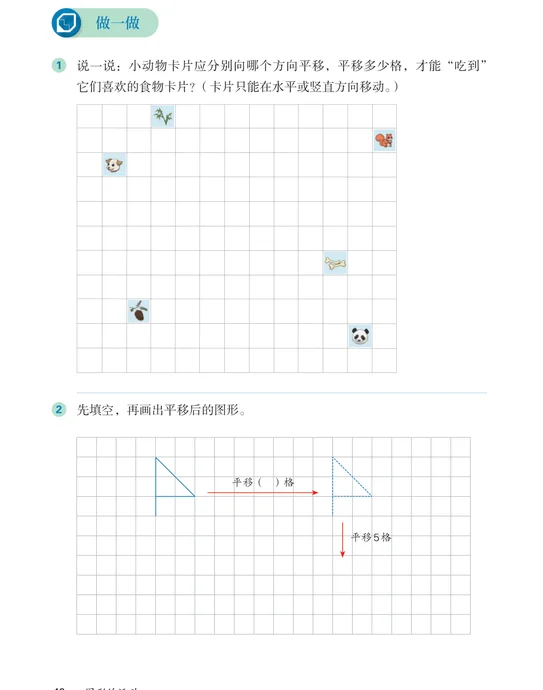 做一做
1 说一说：小动物卡片应分别向哪个方向平移，平移多少格，才能“吃到”
它们喜欢的食物卡片？（卡片只能在水平或竖直方向移动。）
2 先填空，再画出平移后的图形。
平移（ ）格
平移5格